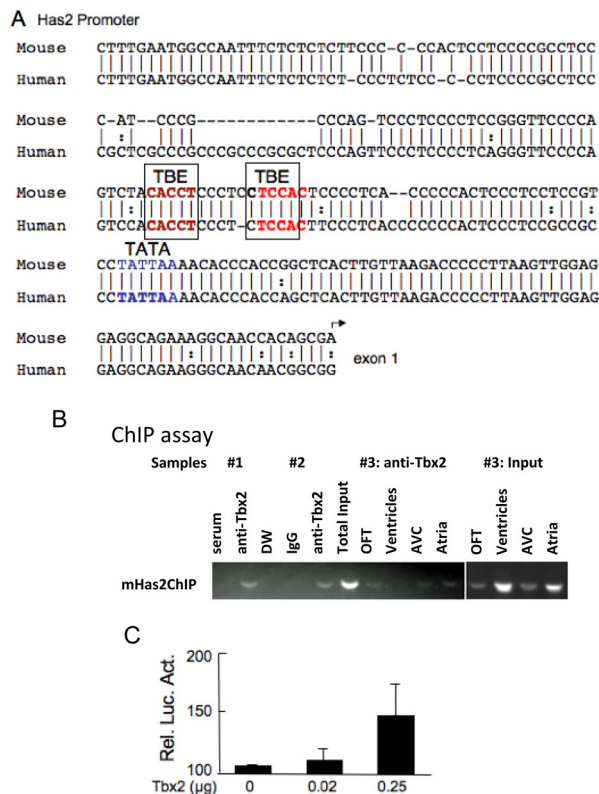 A Has2 Promoter
Mouse CTTTGAATGGCCAATTTCTCTCTCTTCCC-C-CCACTCCTCCCCGCCTCC
Human CTTTGAATGGCCAATTTCTCTCTCT-CCCTCTCC-C-CCTCCCCGCCTCC
Mouse C-AT--CCCG------------CCCAG-TCCCTCCCCTCCGGGTTCCCCA
Human CGCTCGCCCGCCCGCCCGCGCTCCCAGTTCCCTCCCCTCAGGGTTCCCCA
TBE TBE
Mouse GTCTACACCTCCCTCCTCCACTCCCCTCA--CCCCCACTCCCTCCTCCGT
Human GTCCACACCTCCCT-CTCCACTTCCCTCACCCCCCCACTCCCTCCGCCGC
TATA
Mouse CCTATTAAAACACCCACCGGCTCACTTGTTAAGACCCCCTTAAGTTGGAG
Human CCTATTAAAACACCCACCAGCTCACTTGTTAAGACCCCCTTAAGTTGGAG
Mouse GAGGCAGAAAGGCAACCACAGCGA
Human GAGGCAGAAGGGCAACAACGGCGG
exon 1
B
ChIP assay
Samples #1 #2 #3: anti-Tbx2 #3: Input
serum anti-Tbx2 DW IgG anti-Tbx2 Total Input OFT Ventricles AVC Atria OFT Ventricles AVC Atria
mHas2ChIP
C
Rel. Luc. Act.
200
150
100
Tbx2 (µg) 0 0.02 0.25